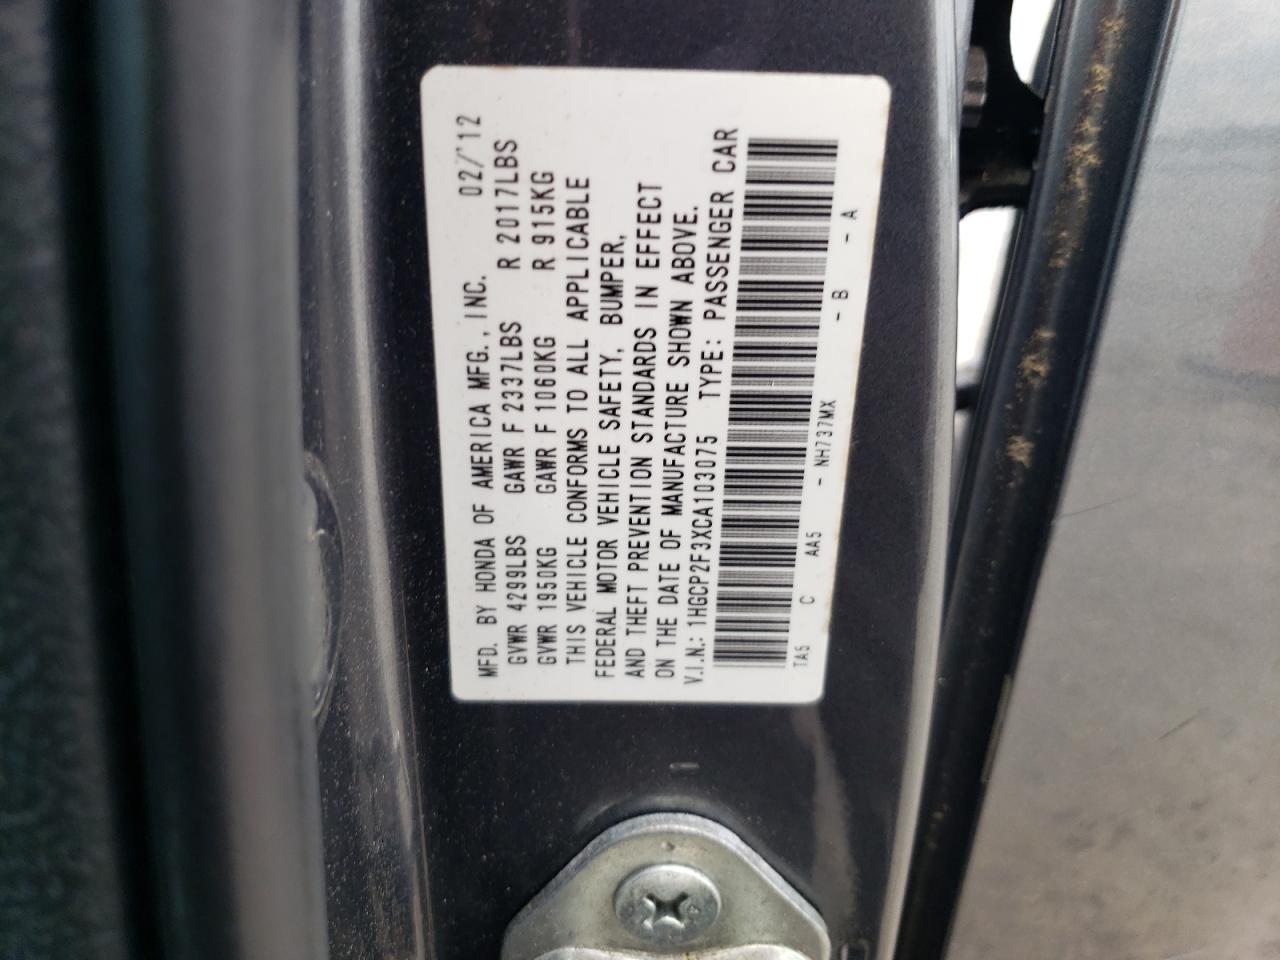 MFD. BY HONDA OF AMERICA MFG., INC. 02/'12
GVWR 4299LBS GAWR F 2337LBS R 2017LBS
GVWR 1950KG GAWR F 1060KG R 915KG
THIS VEHICLE CONFORMS TO ALL APPLICABLE
FEDERAL MOTOR VEHICLE SAFETY, BUMPER,
AND THEFT PREVENTION STANDARDS IN EFFECT
ON THE DATE OF MANUFACTURE SHOWN ABOVE.
V.I.N.: 1HGCP2F3XCA103075 TYPE: PASSENGER CAR
TA5 C AA5 - NH737MX - B - A